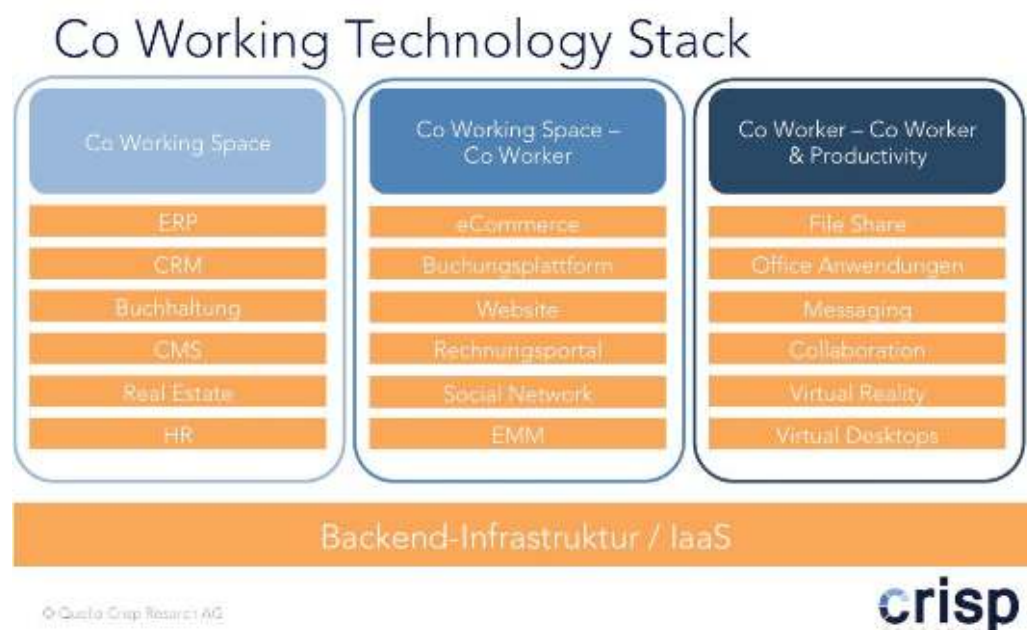 Co Working Technology Stack
Co Working Space
ERP
CRM
Buchhaltung
CMS
Real Estate
HR
Co Working Space –
Co Worker
eCommerce
Buchungsplattform
Website
Rechnungsportal
Social Network
EMM
Co Worker – Co Worker
& Productivity
File Share
Office Anwendungen
Messaging
Collaboration
Virtual Reality
Virtual Desktops
Backend-Infrastruktur / IaaS
Crisp AG
crisp